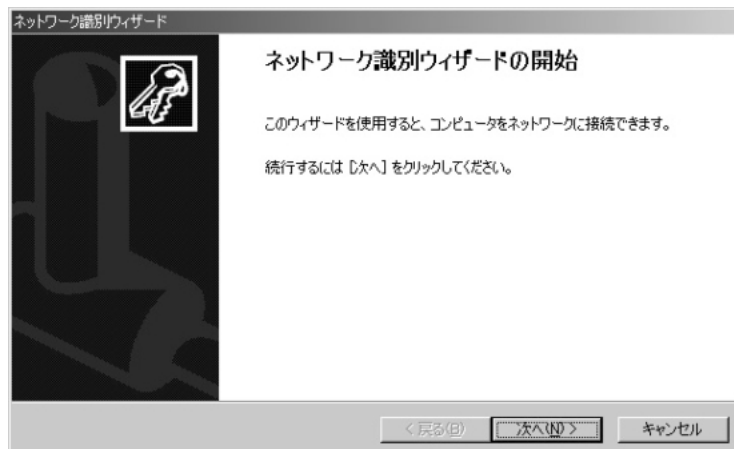 ネットワーク識別ウィザード
ネットワーク識別ウィザードの開始
このウィザードを使用すると、コンピュータをネットワークに接続できます。
続行するには [次へ] をクリックしてください。
< 戻る(B)
次へ(N) >
キャンセル